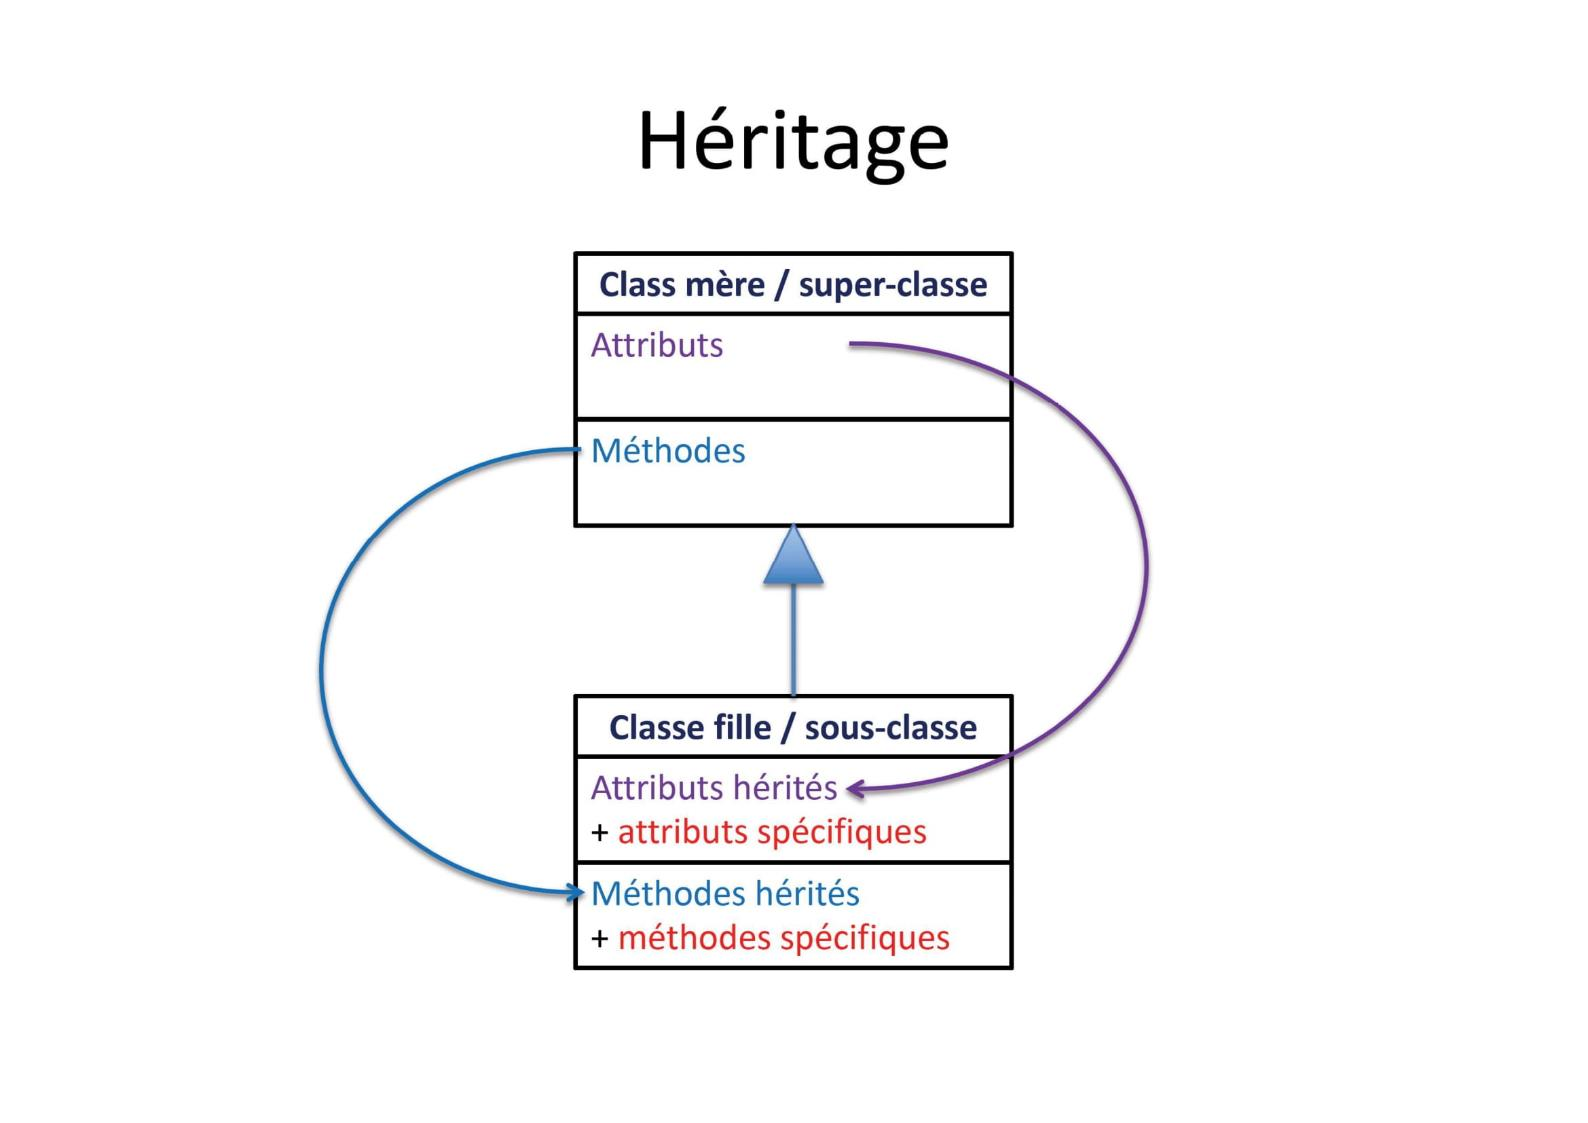 Héritage
Class mère / super-classe
Attributs
Méthodes
Classe fille / sous-classe
Attributs hérités
+ attributs spécifiques
Méthodes hérités
+ méthodes spécifiques